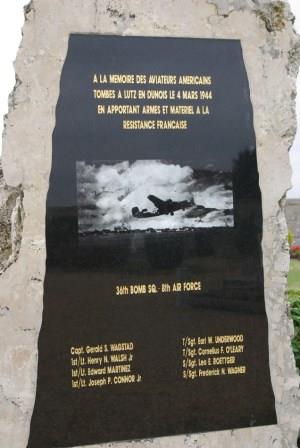 A LA MEMOIRE DES AVIATEURS AMERICAINS
TOMBES A LUTZ EN DUNOIS LE 4 MARS 1944
EN APPORTANT ARMES ET MATERIEL A LA
RESISTANCE FRANCAISE
36th BOMB SQ. - 8th AIR FORCE
Capt. Gerald S. WAGSTAD
1st/Lt. Henry N. WALSH Jr
1st/Lt. Edward MARTINEZ
1st/Lt. Joseph P. CONNOR Jr
T/Sgt. Earl W. UNDERWOOD
T/Sgt. Cornelius F. O'LEARY
S/Sgt. Leo E. ROETTGER
S/Sgt. Frederick N. WAGNER